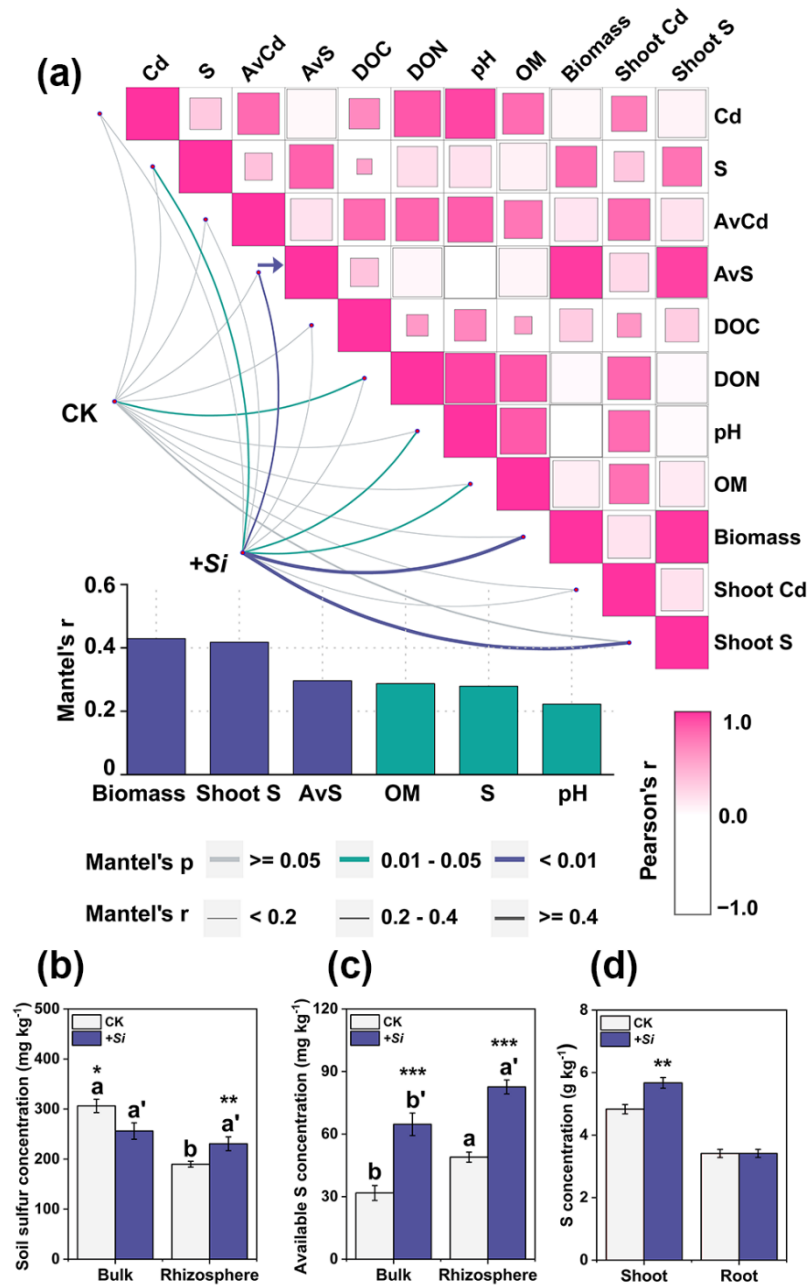 (a)
Cd S AvCd AvS DOC DON pH OM Biomass Shoot Cd Shoot S
Cd
S
AvCd
AvS
DOC
DON
pH
OM
Biomass
Shoot Cd
Shoot S
CK
+Si
Mantel's r
0.6
0.4
0.2
0
Biomass Shoot S AvS OM S pH
Pearson's r
1.0
0.0
−1.0
Mantel's p >= 0.05 0.01 - 0.05 < 0.01
Mantel's r < 0.2 0.2 - 0.4 >= 0.4
(b)
Soil sulfur concentration (mg kg-1)
500
400
300
200
100
0
CK
+Si
*
a
a'
b
**
a'
Bulk Rhizosphere
(c)
Available S concentration (mg kg-1)
120
90
60
30
0
CK
+Si
b
***
b'
a
***
a'
Bulk Rhizosphere
(d)
S concentration (g kg-1)
8
6
4
2
0
CK
+Si
**
Shoot Root